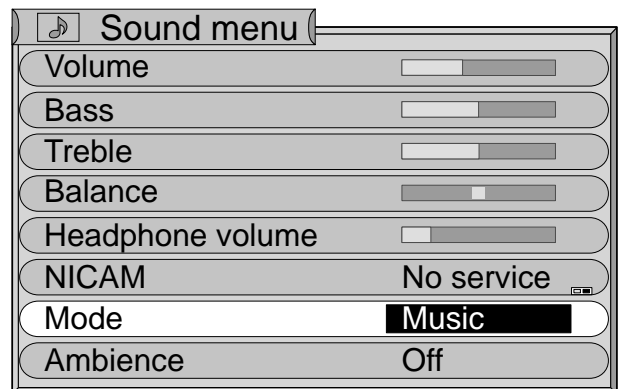 Sound menu
Volume
Bass
Treble
Balance
Headphone volume
NICAM No service
Mode Music
Ambience Off